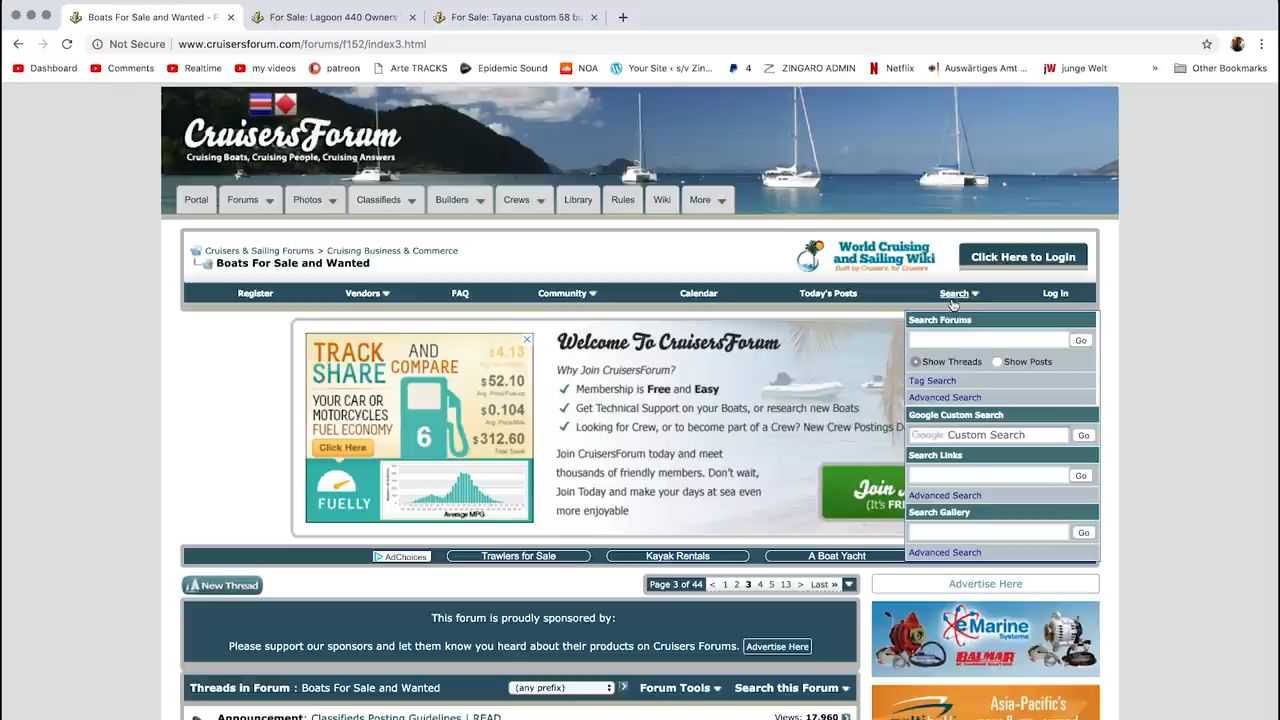 Boats For Sale and Wanted - P
For Sale: Lagoon 440 Owners
For Sale: Tayana custom 58 bu
Not Secure
www.cruisersforum.com/forums/f152/index3.html
Dashboard
Comments
Realtime
my videos
patreon
Arte TRACKS
Epidemic Sound
NOA
Your Site ‹ s/v Zin...
4
ZINGARO ADMIN
Netflix
Auswärtiges Amt ...
junge Welt
»
Other Bookmarks
CruisersForum
Cruising Boats, Cruising People, Cruising Answers
Portal
Forums
Photos
Classifieds
Builders
Crews
Library
Rules
Wiki
More
Cruisers & Sailing Forums > Cruising Business & Commerce
Boats For Sale and Wanted
World Cruising
and Sailing Wiki
Built by Cruisers, for Cruisers
Click Here to Login
Register
Vendors
FAQ
Community
Calendar
Today's Posts
Search
Log in
Search Forums
Go
Show Threads
Show Posts
Tag Search
Advanced Search
Google Custom Search
Google Custom Search
Go
Search Links
Go
Advanced Search
Search Gallery
Go
Advanced Search
TRACK AND
SHARE COMPARE
YOUR CAR OR
MOTORCYCLES
FUEL ECONOMY
Click Here
6
$4.13
$52.10
$0.104
$312.60
FUELLY
Average MPG
Welcome To CruisersForum
Why Join CruisersForum?
Membership is Free and Easy
Get Technical Support on your Boats, or research new Boats
Looking for Crew, or to become part of a Crew? New Crew Postings D
Join CruisersForum today and meet
thousands of friendly members. Don't wait,
Join Today and make your days at sea even
more enjoyable
Join
(It's FR
AdChoices
Trawlers for Sale
Kayak Rentals
A Boat Yacht
New Thread
Page 3 of 44 < 1 2 3 4 5 13 > Last »
Advertise Here
This forum is proudly sponsored by:
Please support our sponsors and let them know you heard about their products on Cruisers Forums. Advertise Here
eMarine
Systems
BALMAR
Threads in Forum : Boats For Sale and Wanted
(any prefix)
Forum Tools
Search this Forum
Asia-Pacific's
Announcement: Classifieds Posting Guidelines | READ
Views: 17,960